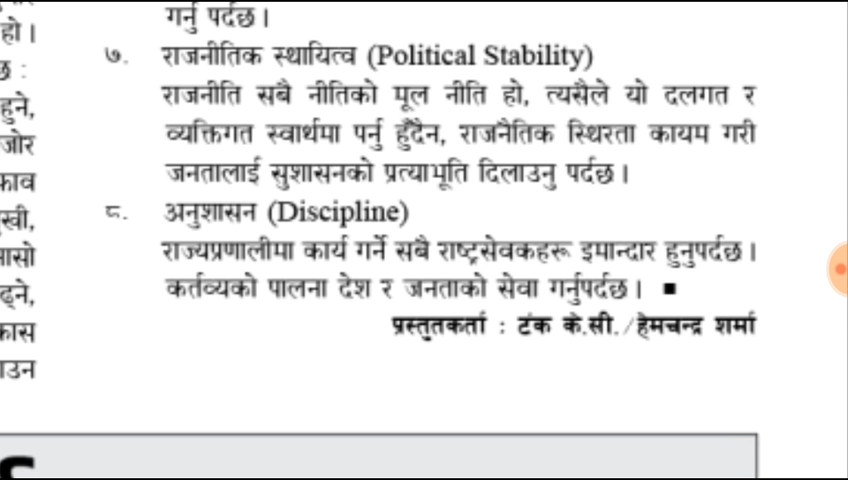 गर्नु पर्दछ ।
हो ।
७. राजनीतिक स्थायित्व (Political Stability)
छ :
राजनीति सबै नीतिको मूल नीति हो, त्यसैले यो दलगत र
हुने,
व्यक्तिगत स्वार्थमा पर्नु हुँदैन, राजनैतिक स्थिरता कायम गरी
जोर
जनतालाई सुशासनको प्रत्याभूति दिलाउनु पर्दछ ।
८. अनुशासन (Discipline)
राज्यप्रणालीमा कार्य गर्ने सबै राष्ट्रसेवकहरू इमान्दार हुनुपर्दछ ।
कर्तव्यको पालना देश र जनताको सेवा गर्नुपर्दछ । ■
प्रस्तुतकर्ता : टंक के.सी./हेमचन्द्र शर्मा